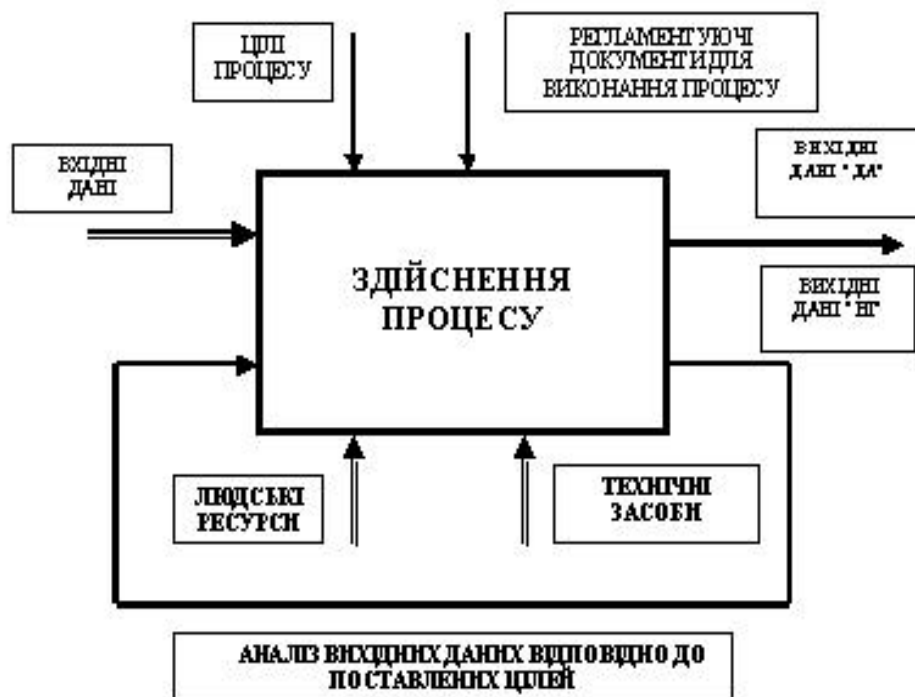 ЦІЛІ
ПРОЦЕСУ
РЕГЛАМЕНТУЮЧІ
ДОКУМЕНТИ ДЛЯ
ВИКОНАННЯ ПРОЦЕСУ
ВХІДНІ
ДАНІ
ВИХІДНІ
ДАНІ "ДА"
ЗДІЙСНЕННЯ
ПРОЦЕСУ
ВИХІДНІ
ДАНІ "НІ"
ЛЮДСЬКІ
РЕСУРСИ
ТЕХНІЧНІ
ЗАСОБИ
АНАЛІЗ ВИХІДНИХ ДАНИХ ВІДПОВІДНО ДО
ПОСТАВЛЕНИХ ЦІЛЕЙ